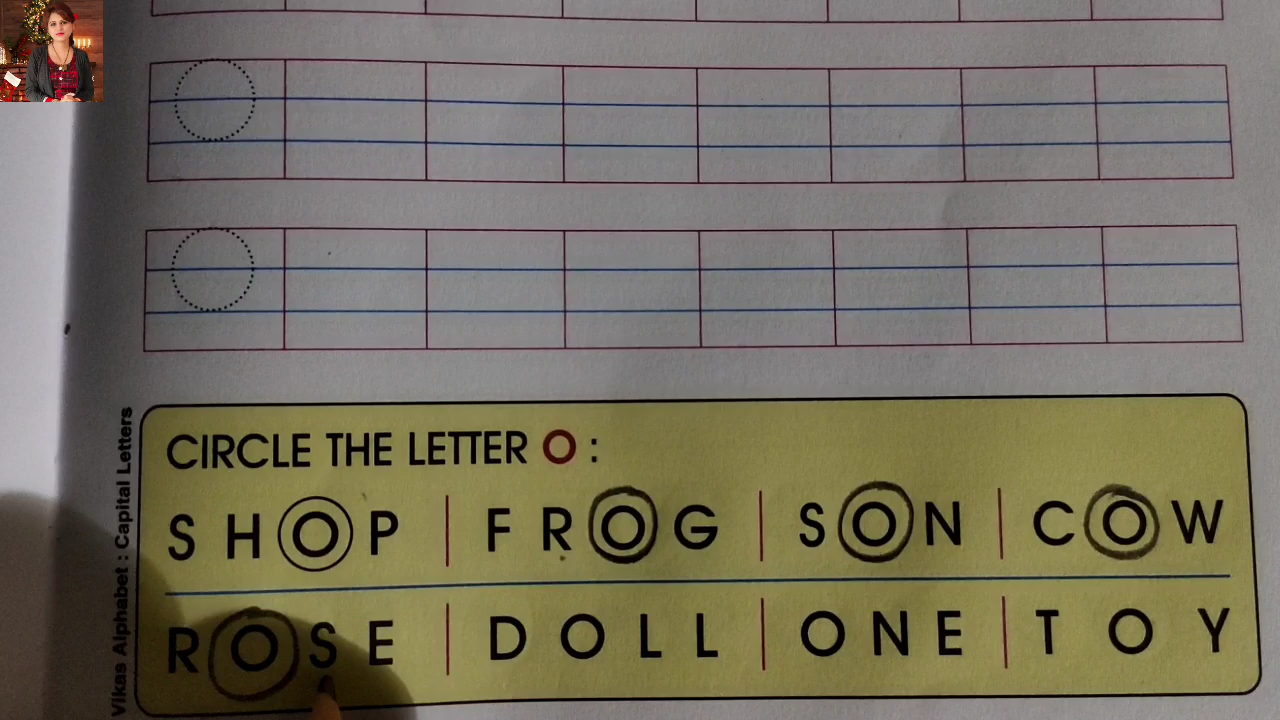 CIRCLE THE LETTER O :
S H O P | F R O G | S O N | C O W
R O S E | D O L L | O N E | T O Y
Vikas Alphabet : Capital Letters